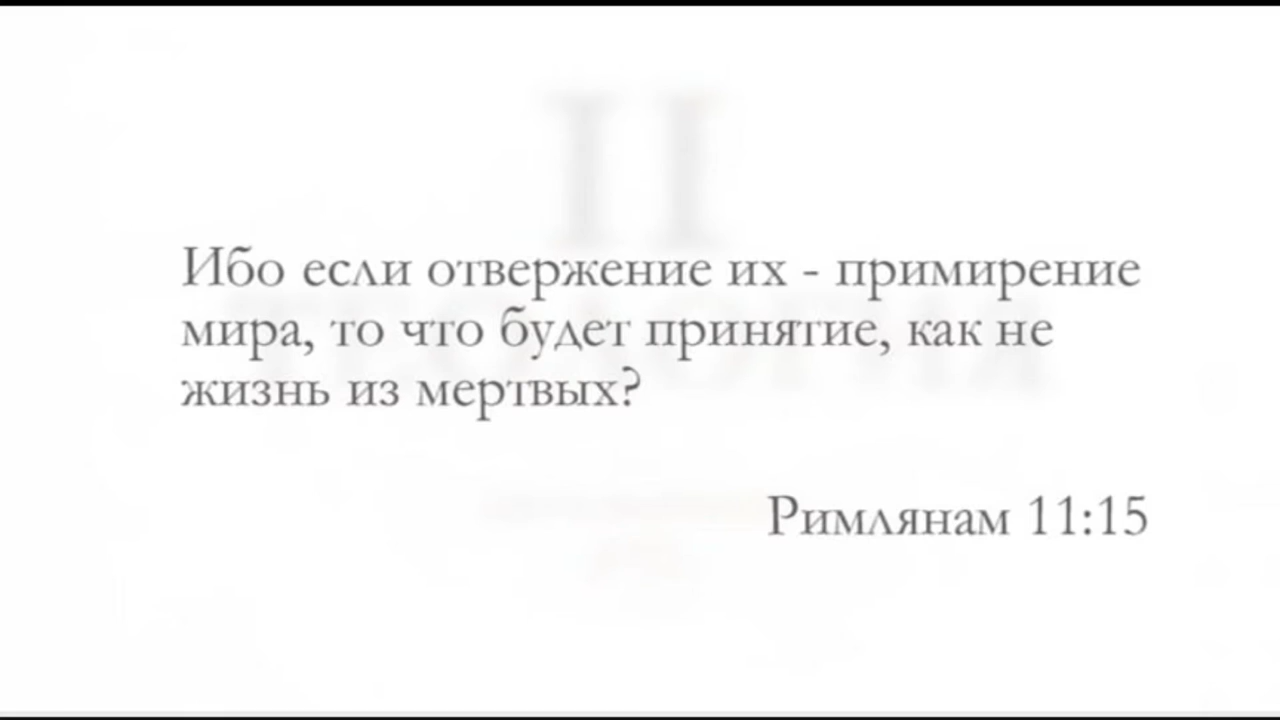 Ибо если отвержение их - примирение
мира, то что будет принятие, как не
жизнь из мертвых?
Римлянам 11:15